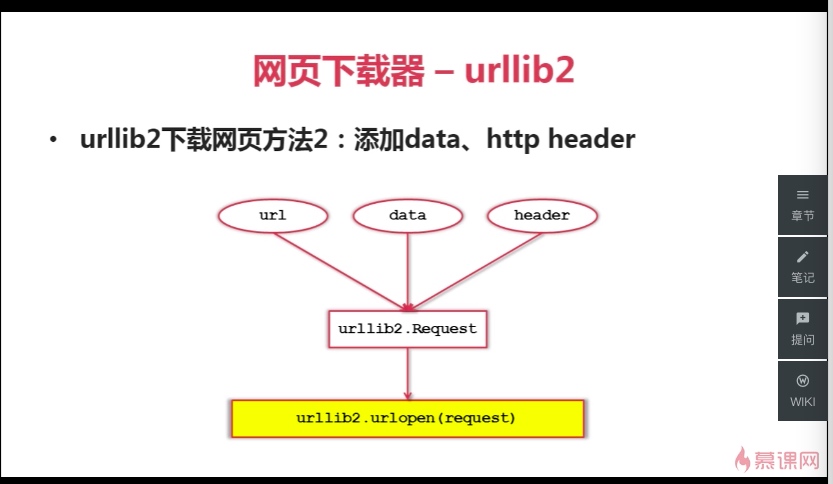 网页下载器 – urllib2
• urllib2下载网页方法2：添加data、http header
url data header
urllib2.Request
urllib2.urlopen(request)
章节
笔记
提问
WIKI
慕课网